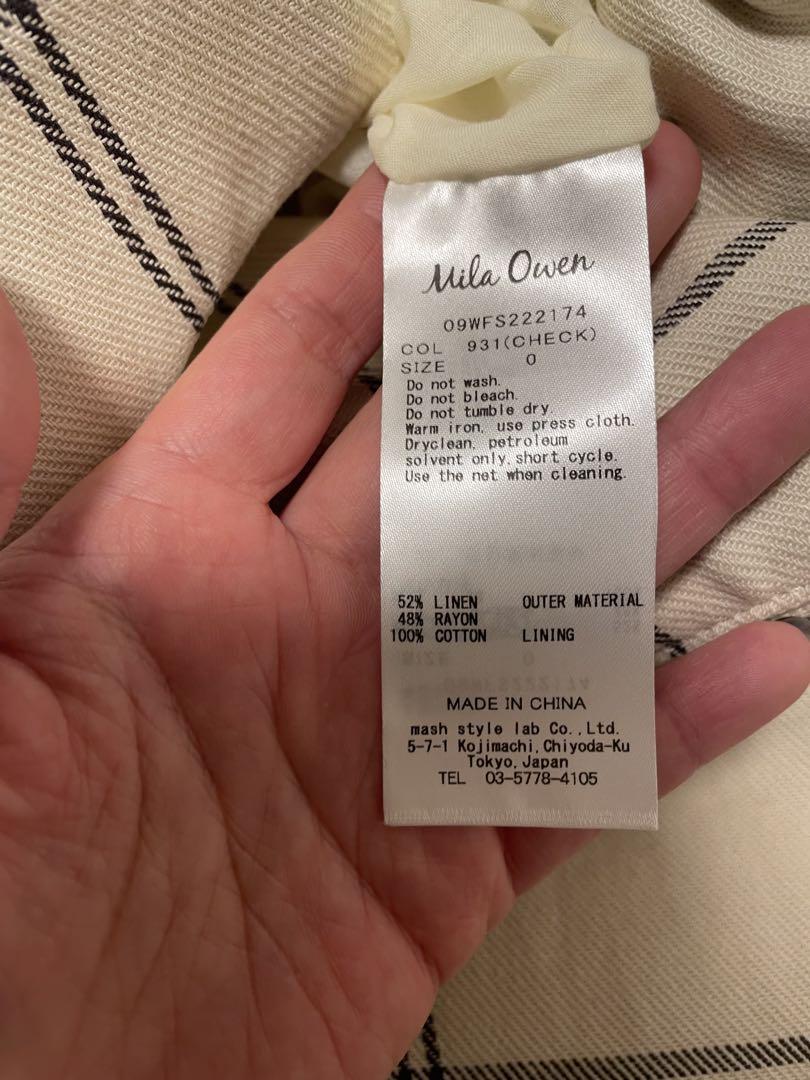 Mila Owen
09WFS222174
COL 931(CHECK)
SIZE 0
Do not wash.
Do not bleach.
Do not tumble dry
Warm iron, use press cloth.
Dryclean, petroleum
solvent only, short cycle.
Use the net when cleaning.
52% LINEN OUTER MATERIAL
48% RAYON
100% COTTON LINING
MADE IN CHINA
mash style lab Co.,Ltd.
5-7-1 Kojimachi,Chiyoda-Ku
Tokyo,Japan
TEL 03-5778-4105